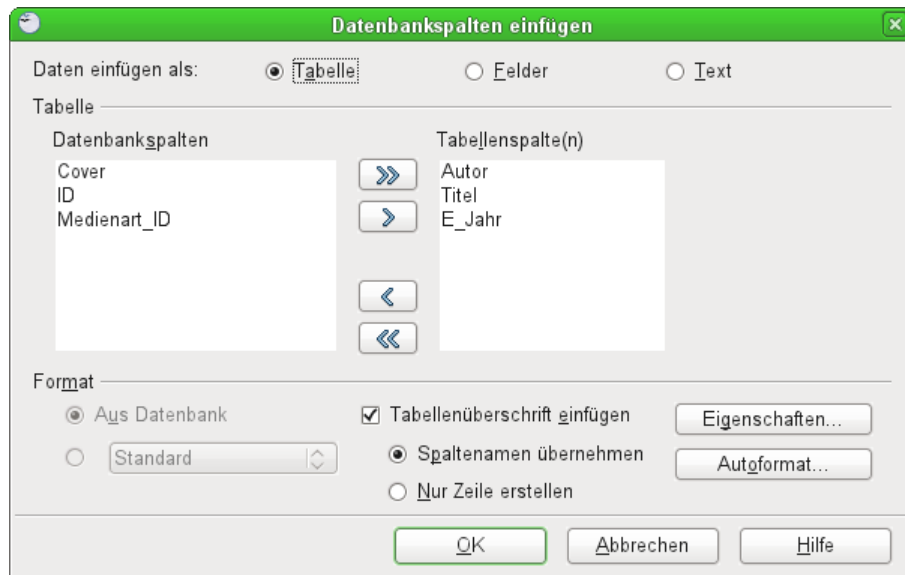 Datenbankspalten einfügen
Daten einfügen als: Tabelle Felder Text
Tabelle
Datenbankspalten Tabellenspalte(n)
Cover
ID
Medienart_ID
Autor
Titel
E_Jahr
Format
Aus Datenbank
Standard
Tabellenüberschrift einfügen
Spaltenamen übernehmen
Nur Zeile erstellen
Eigenschaften...
Autoformat...
OK Abbrechen Hilfe